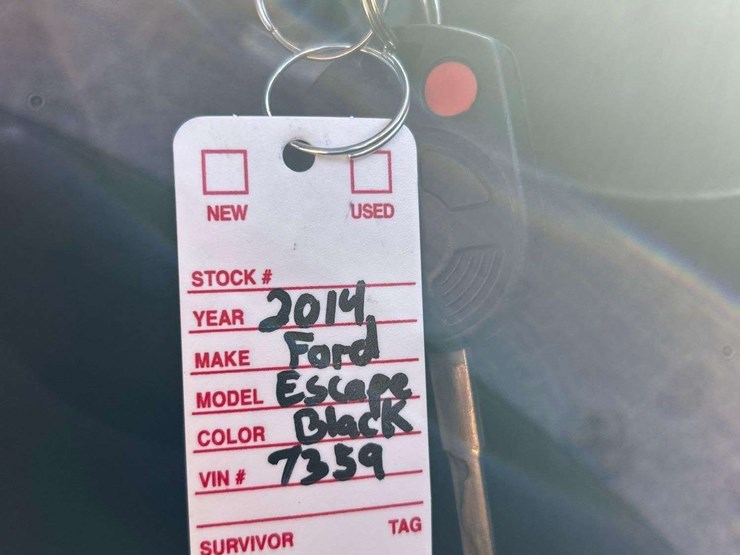 NEW USED
STOCK #
YEAR 2014
MAKE Ford
MODEL Escape
COLOR Black
VIN # 7359
SURVIVOR TAG